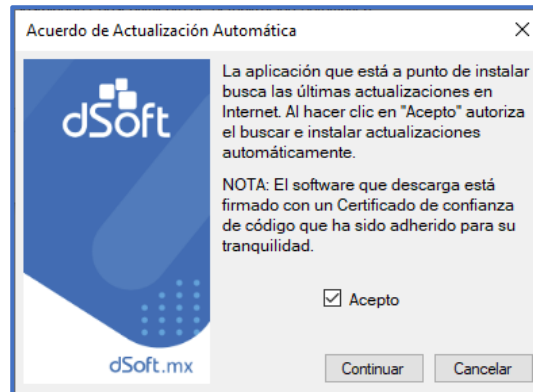 Acuerdo de Actualización Automática
dSoft
La aplicación que está a punto de instalar
busca las últimas actualizaciones en
Internet. Al hacer clic en "Acepto" autoriza
el buscar e instalar actualizaciones
automáticamente.
NOTA: El software que descarga está
firmado con un Certificado de confianza
de código que ha sido adherido para su
tranquilidad.
Acepto
dSoft.mx
Continuar
Cancelar